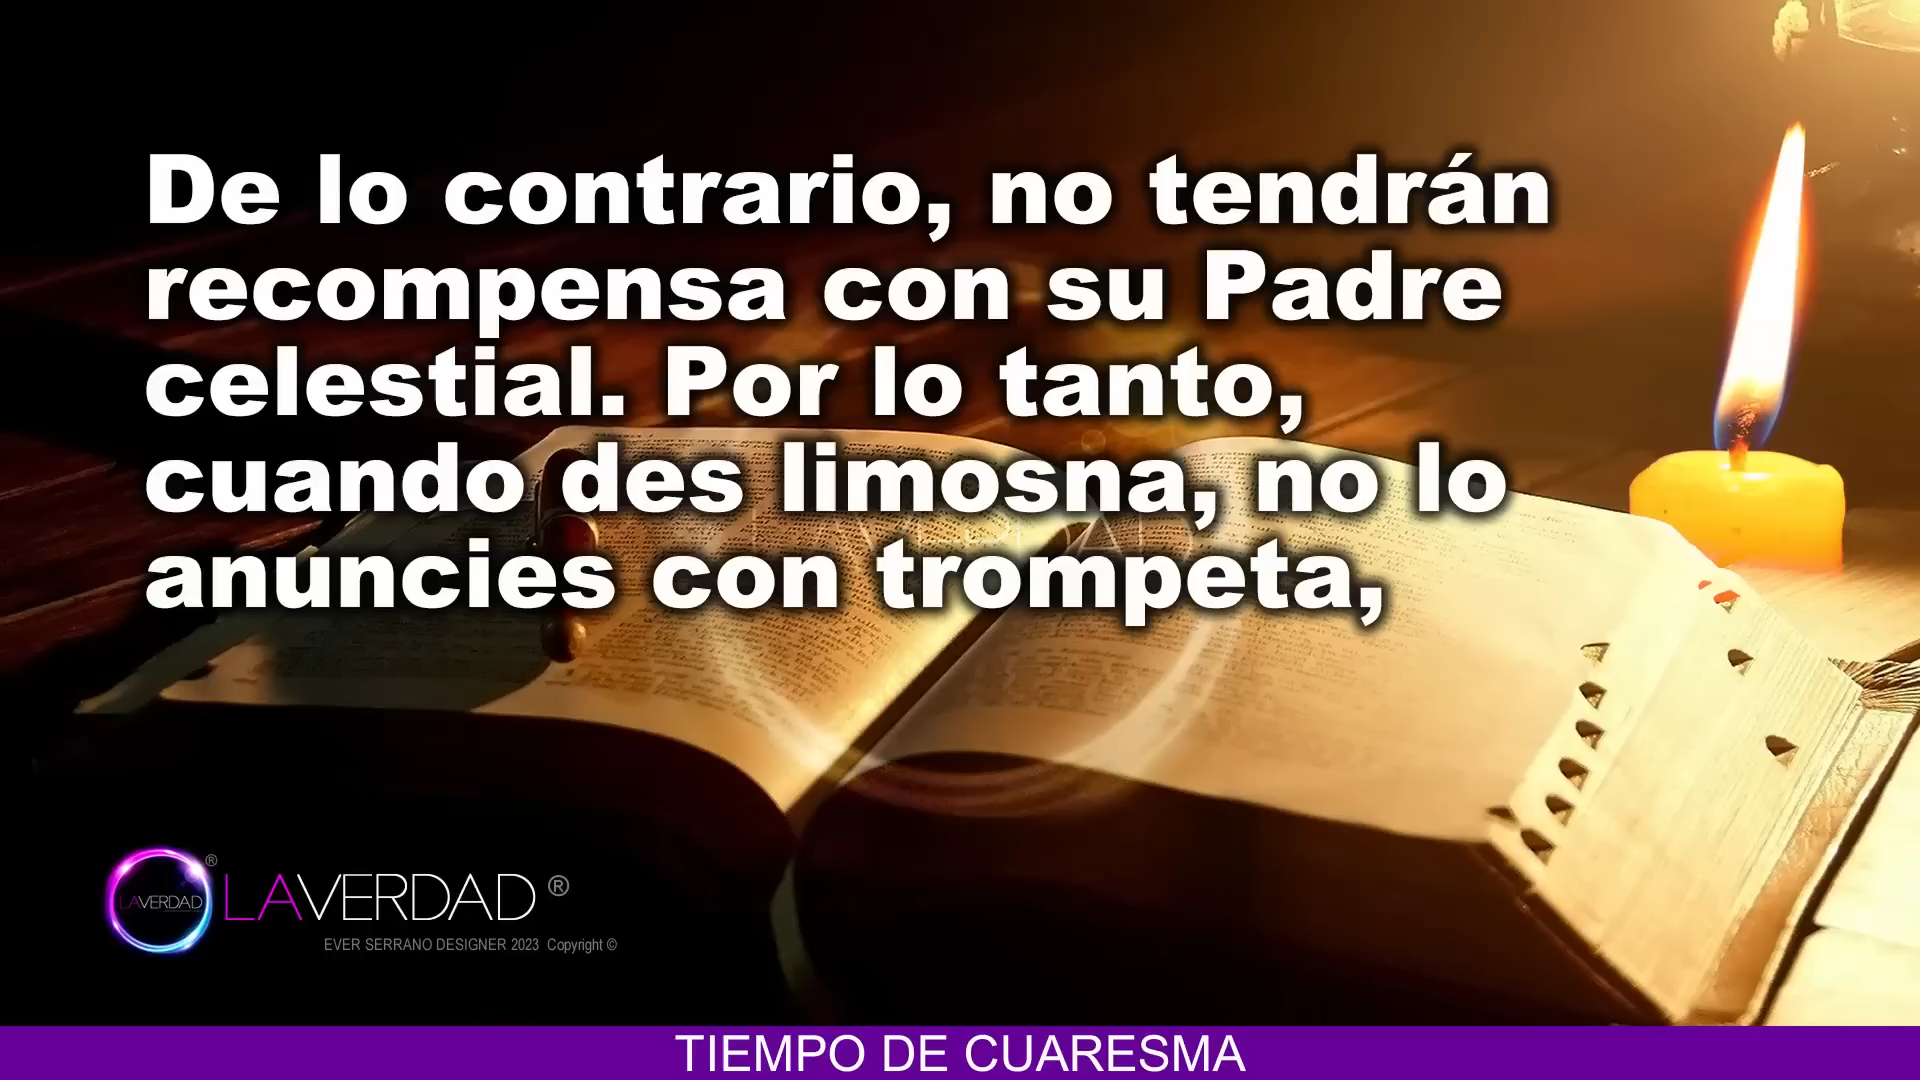 De lo contrario, no tendrán
recompensa con su Padre
celestial. Por lo tanto,
cuando des limosna, no lo
anuncies con trompeta,
LAVERDAD ®
LAVERDAD ®
EVER SERRANO DESIGNER 2023 Copyright ©
TIEMPO DE CUARESMA